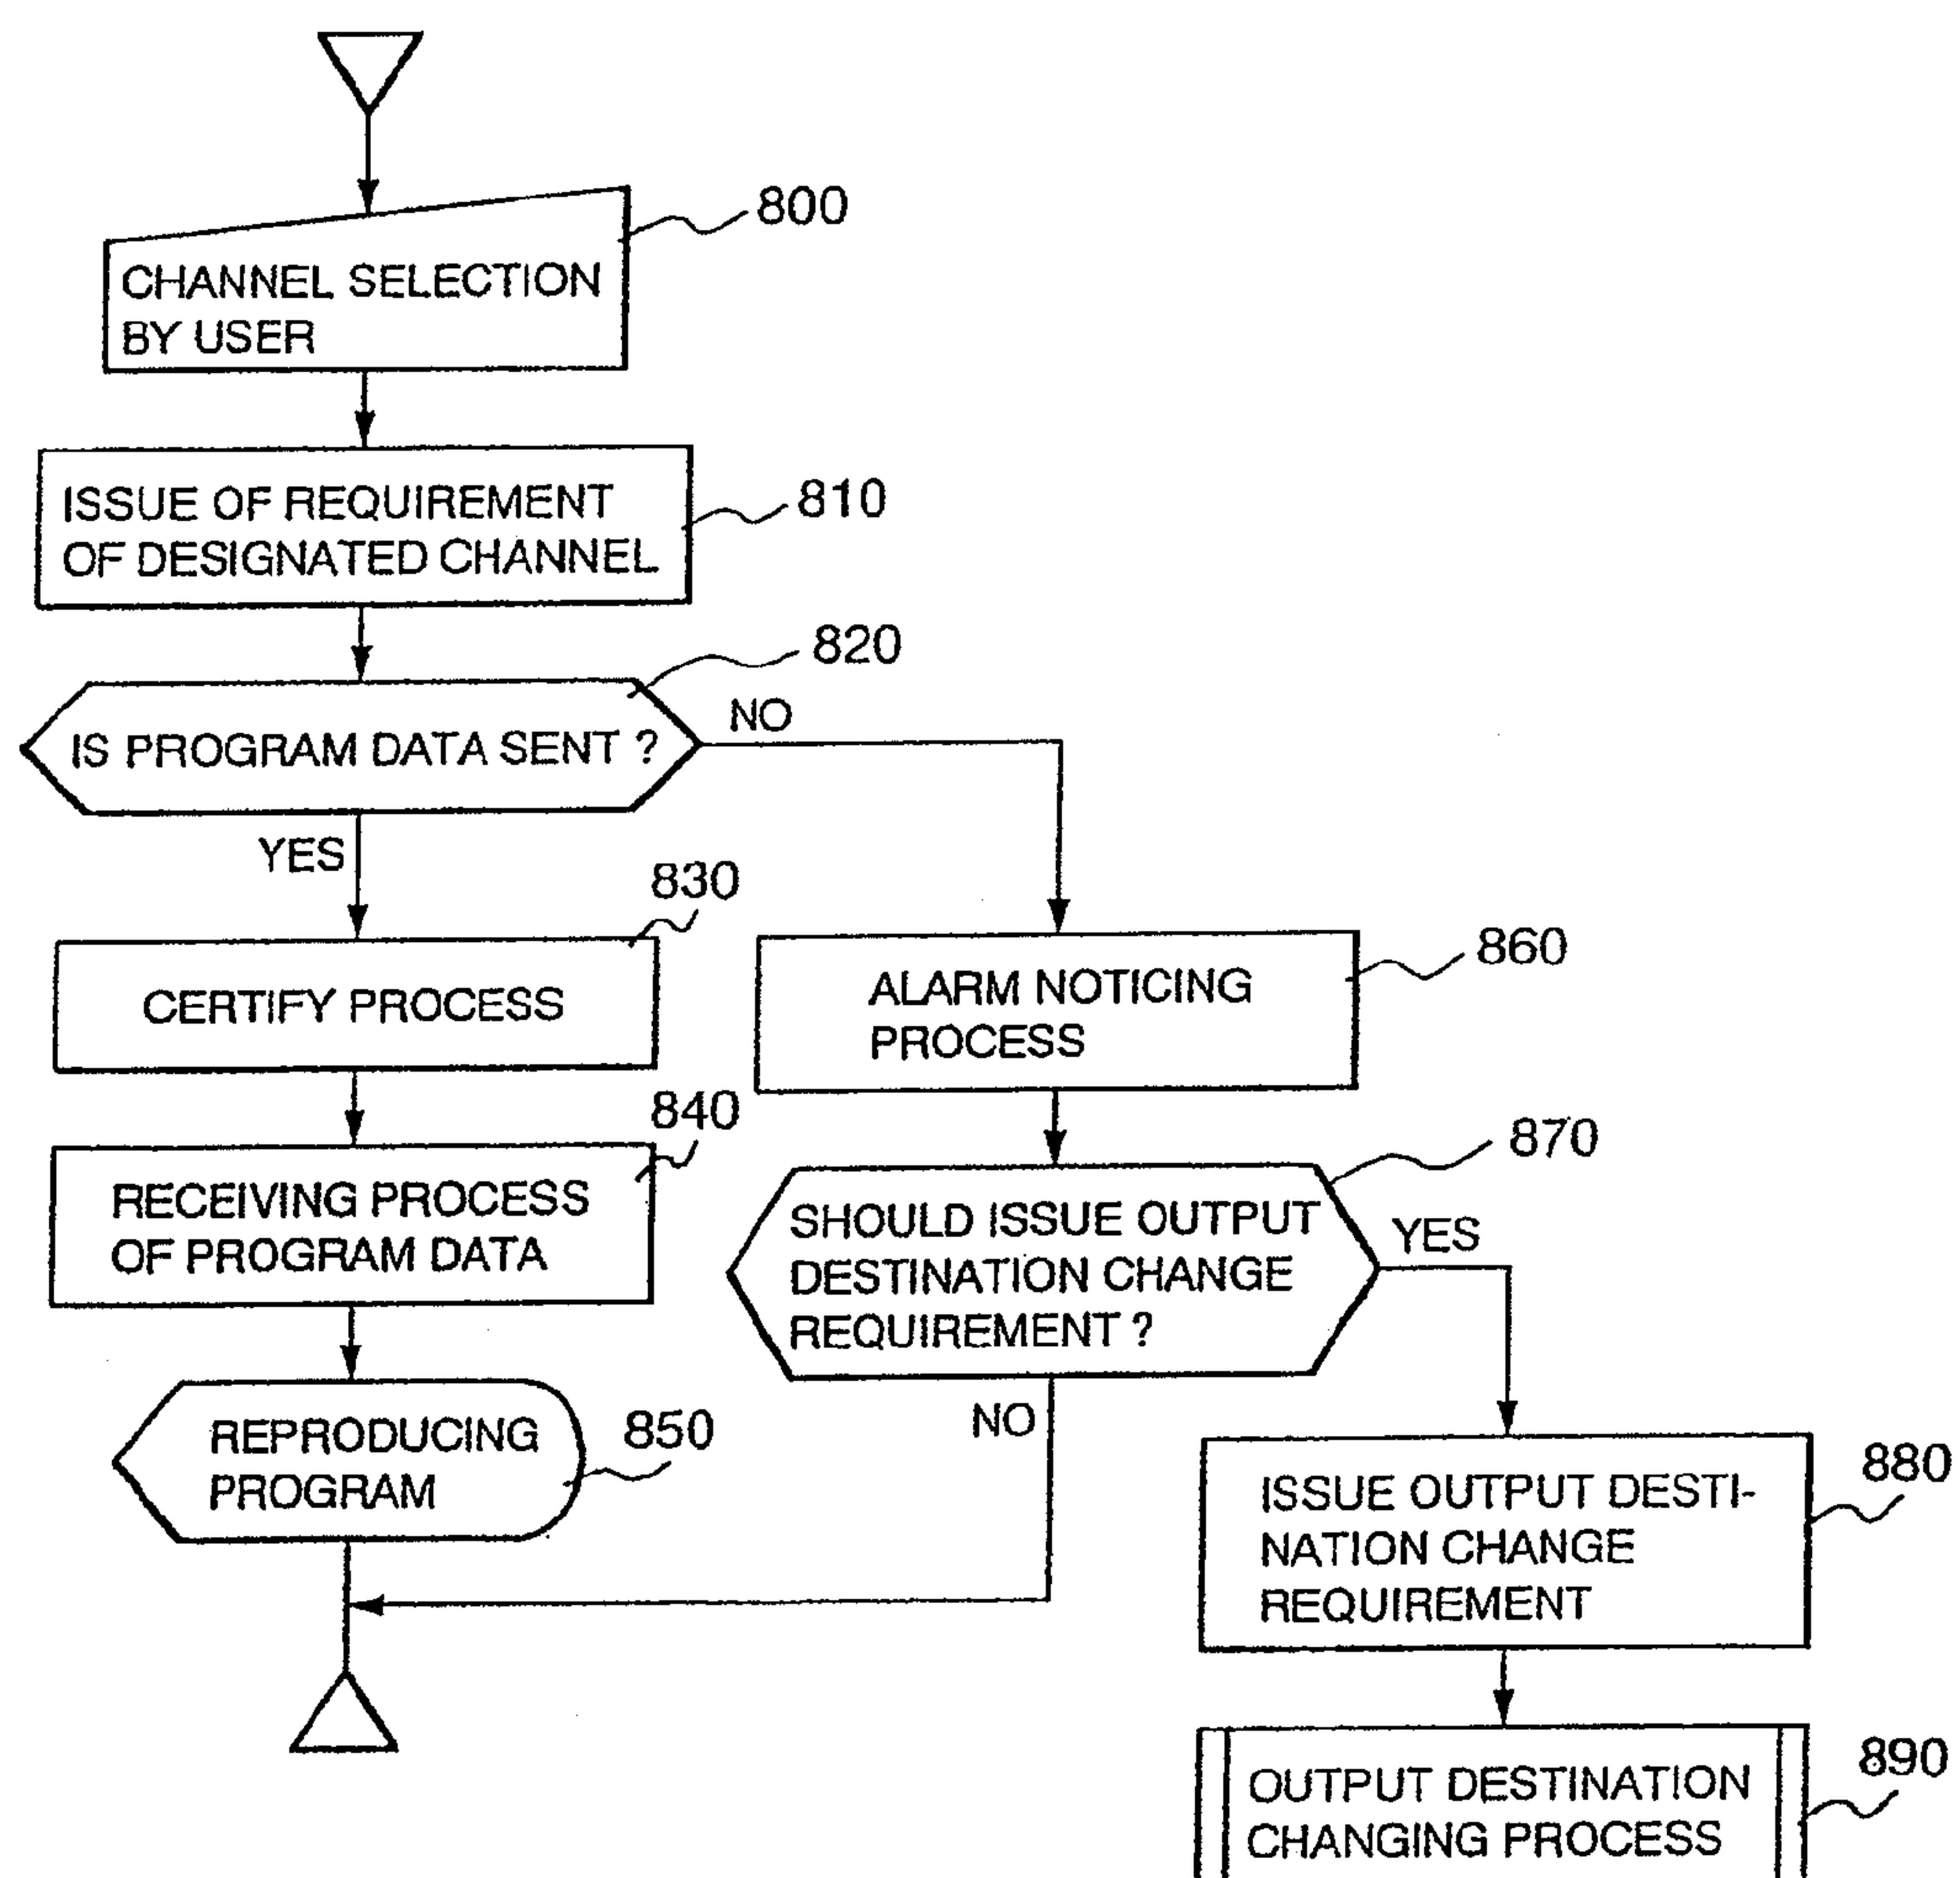 800
CHANNEL SELECTION
BY USER
ISSUE OF REQUIREMENT
OF DESIGNATED CHANNEL
810
820
IS PROGRAM DATA SENT ?
NO
YES
830
CERTIFY PROCESS
860
ALARM NOTICING
PROCESS
840
RECEIVING PROCESS
OF PROGRAM DATA
870
SHOULD ISSUE OUTPUT
DESTINATION CHANGE
REQUIREMENT ?
YES
NO
REPRODUCING
PROGRAM
850
880
ISSUE OUTPUT DESTI-
NATION CHANGE
REQUIREMENT
890
OUTPUT DESTINATION
CHANGING PROCESS